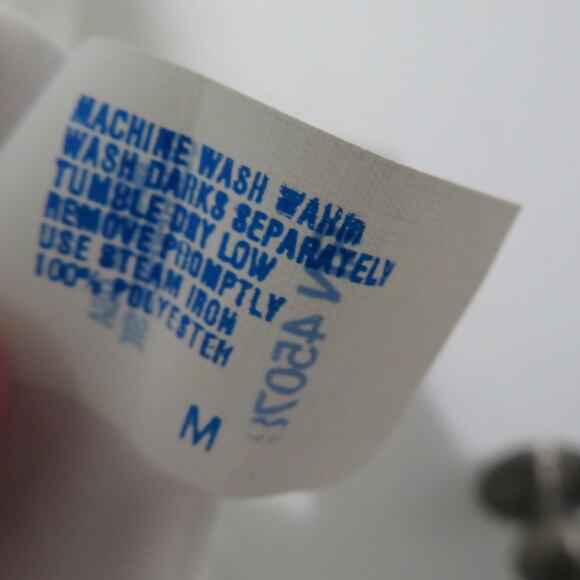 MACHINE WASH WARM
WASH DARKS SEPARATELY
TUMBLE DRY LOW
REMOVE PROMPTLY
USE STEAM IRON
100% POLYESTER
M